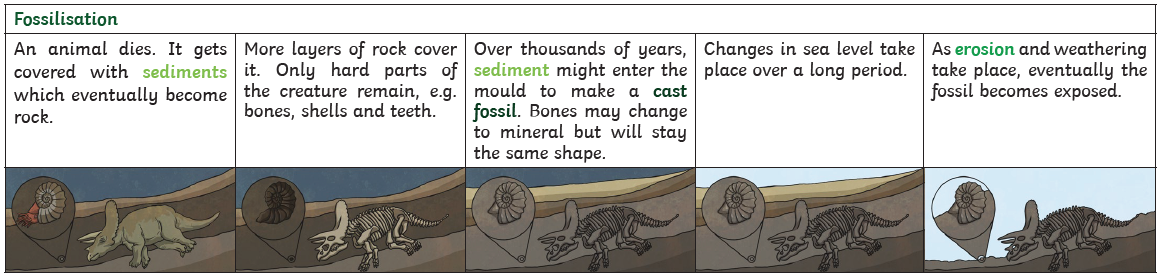 Fossilisation
An animal dies. It gets
covered with sediments
which eventually become
rock.
More layers of rock cover
it. Only hard parts of
the creature remain, e.g.
bones, shells and teeth.
Over thousands of years,
sediment might enter the
mould to make a cast
fossil. Bones may change
to mineral but will stay
the same shape.
Changes in sea level take
place over a long period.
As erosion and weathering
take place, eventually the
fossil becomes exposed.